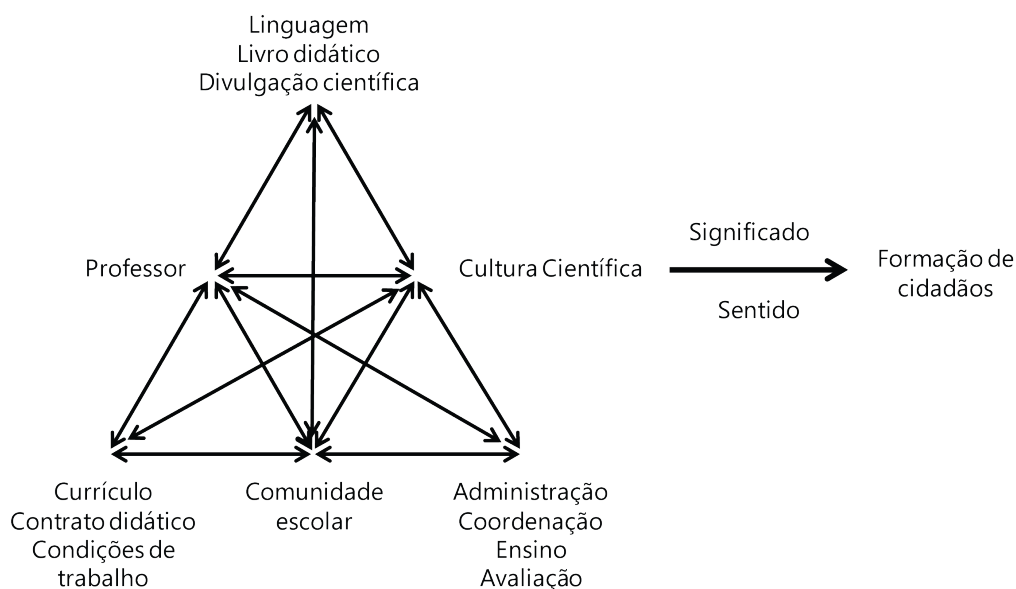 Linguagem
Livro didático
Divulgação científica
Professor
Cultura Científica
Significado
Sentido
Formação de
cidadãos
Currículo
Contrato didático
Condições de
trabalho
Comunidade
escolar
Administração
Coordenação
Ensino
Avaliação